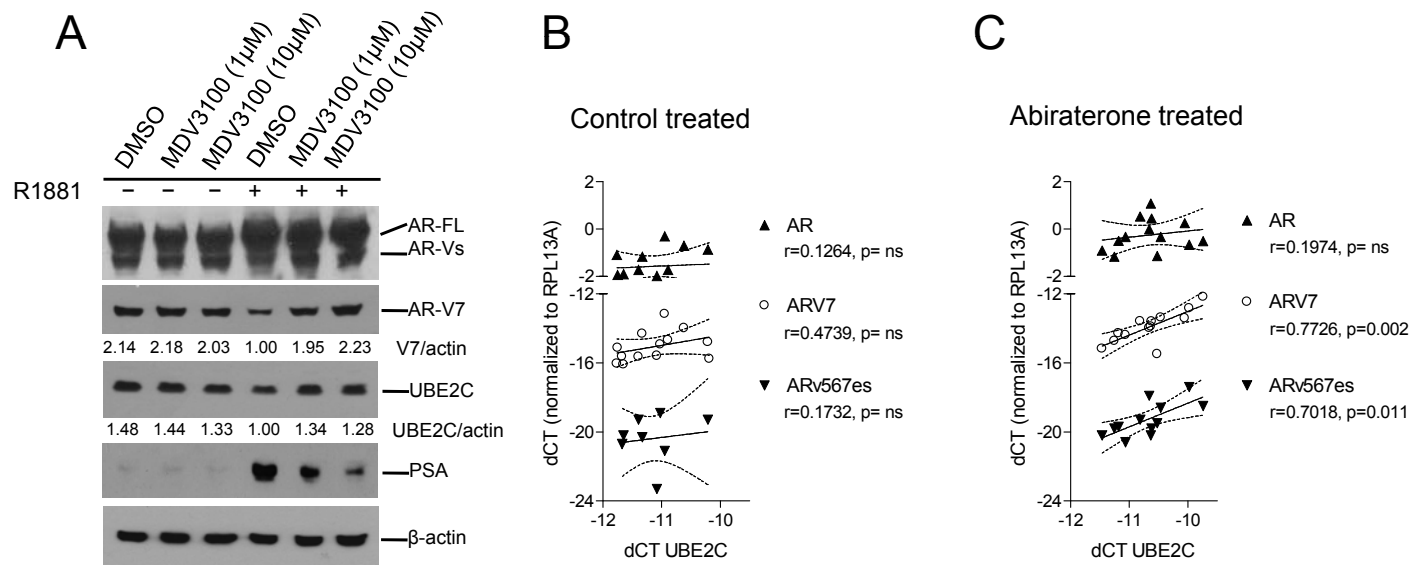 A
DMSO
MDV3100 (1µM)
MDV3100 (10µM)
DMSO
MDV3100 (1µM)
MDV3100 (10µM)
R1881
− − − + + +
AR-FL
AR-Vs
AR-V7
2.14 2.18 2.03 1.00 1.95 2.23 V7/actin
UBE2C
1.48 1.44 1.33 1.00 1.34 1.28 UBE2C/actin
PSA
β-actin
B
Control treated
dCT (normalized to RPL13A)
2
0
-2
-12
-16
-20
-24
-12 -11 -10
dCT UBE2C
▲ AR
r=0.1264, p= ns
○ ARV7
r=0.4739, p= ns
▼ ARv567es
r=0.1732, p= ns
C
Abiraterone treated
dCT (normalized to RPL13A)
2
0
-2
-12
-16
-20
-24
-12 -11 -10
dCT UBE2C
▲ AR
r=0.1974, p= ns
○ ARV7
r=0.7726, p=0.002
▼ ARv567es
r=0.7018, p=0.011